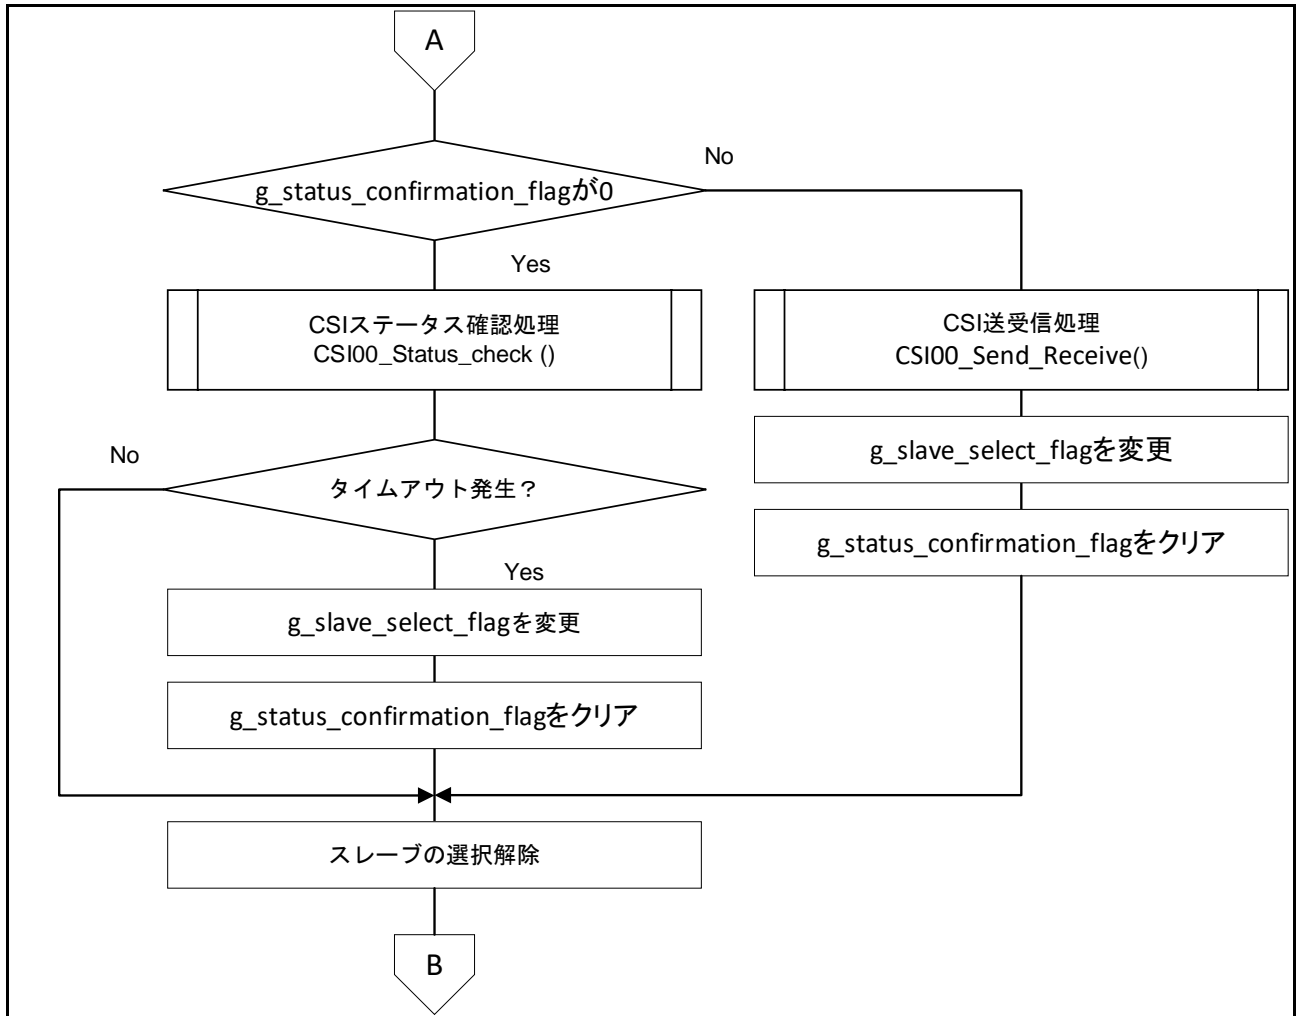 A
g_status_confirmation_flagが0
No
Yes
CSIステータス確認処理
CSI00_Status_check ()
CSI送受信処理
CSI00_Send_Receive()
g_slave_select_flagを変更
g_status_confirmation_flagをクリア
No
タイムアウト発生？
Yes
g_slave_select_flagを変更
g_status_confirmation_flagをクリア
スレーブの選択解除
B